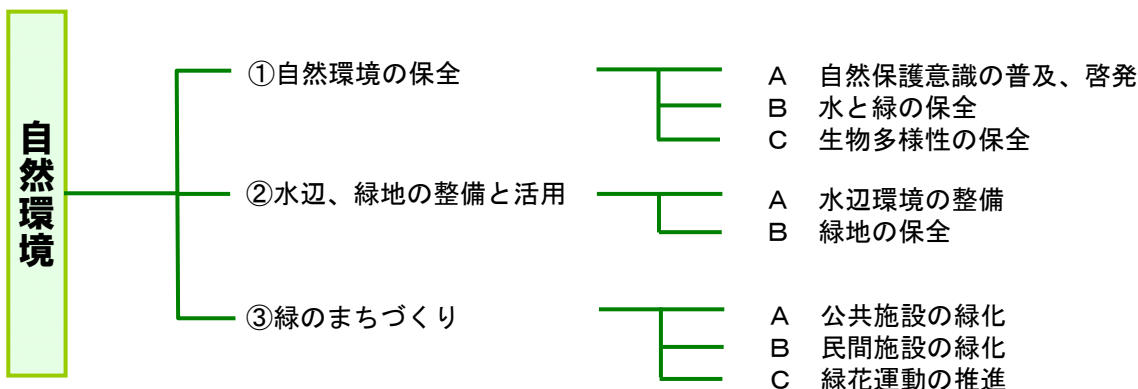 自然環境
①自然環境の保全
A 自然保護意識の普及、啓発
B 水と緑の保全
C 生物多様性の保全
②水辺、緑地の整備と活用
A 水辺環境の整備
B 緑地の保全
③緑のまちづくり
A 公共施設の緑化
B 民間施設の緑化
C 緑花運動の推進